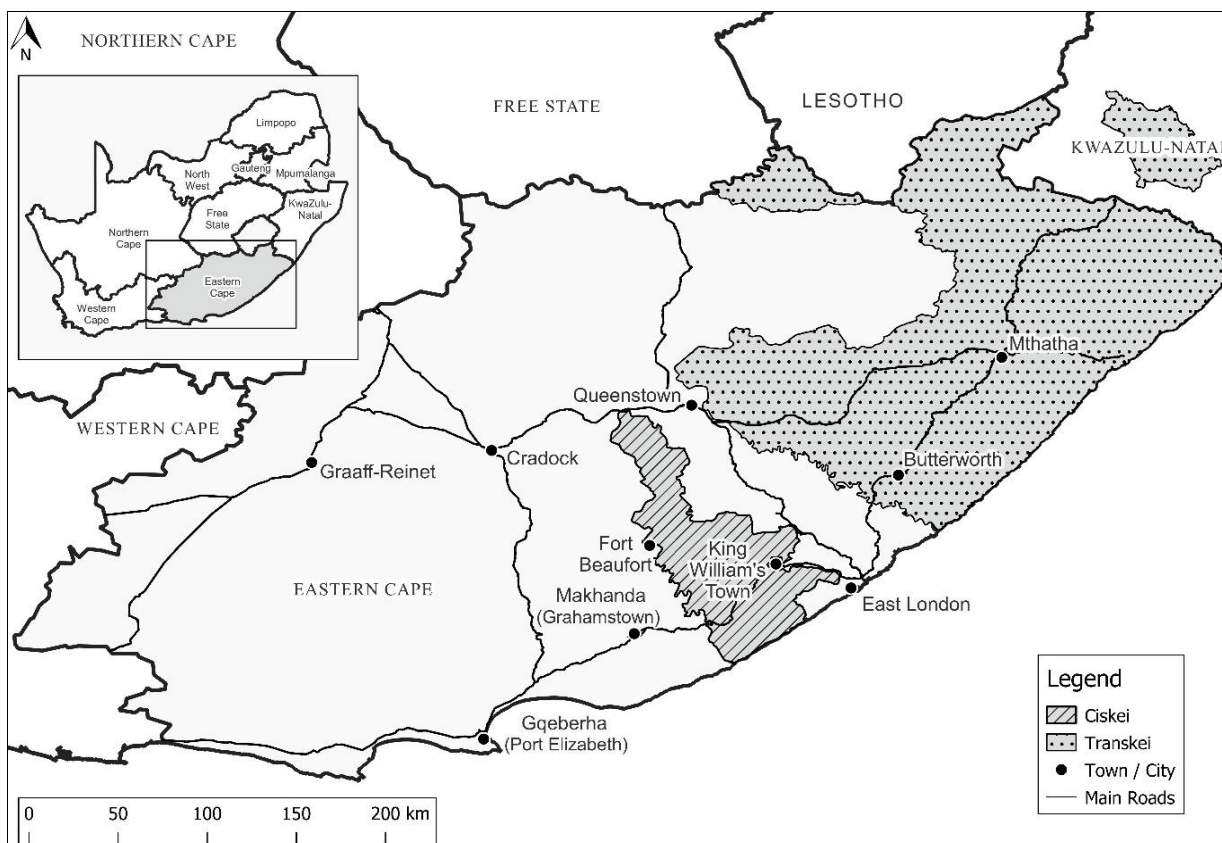 NORTHERN CAPE
N
FREE STATE
LESOTHO
KWAZULU-NATAL
Limpopo
North
West
Gauteng
Mpumalanga
Free
State
KwaZulu-
Natal
Northern
Cape
Eastern
Cape
Western
Cape
WESTERN CAPE
Mthatha
Queenstown
Cradock
Graaff-Reinet
Butterworth
Fort
Beaufort
King
William's
Town
EASTERN CAPE
Makhanda
(Grahamstown)
East London
Gqeberha
(Port Elizabeth)
Legend
Ciskei
Transkei
Town / City
Main Roads
0 50 100 150 200 km